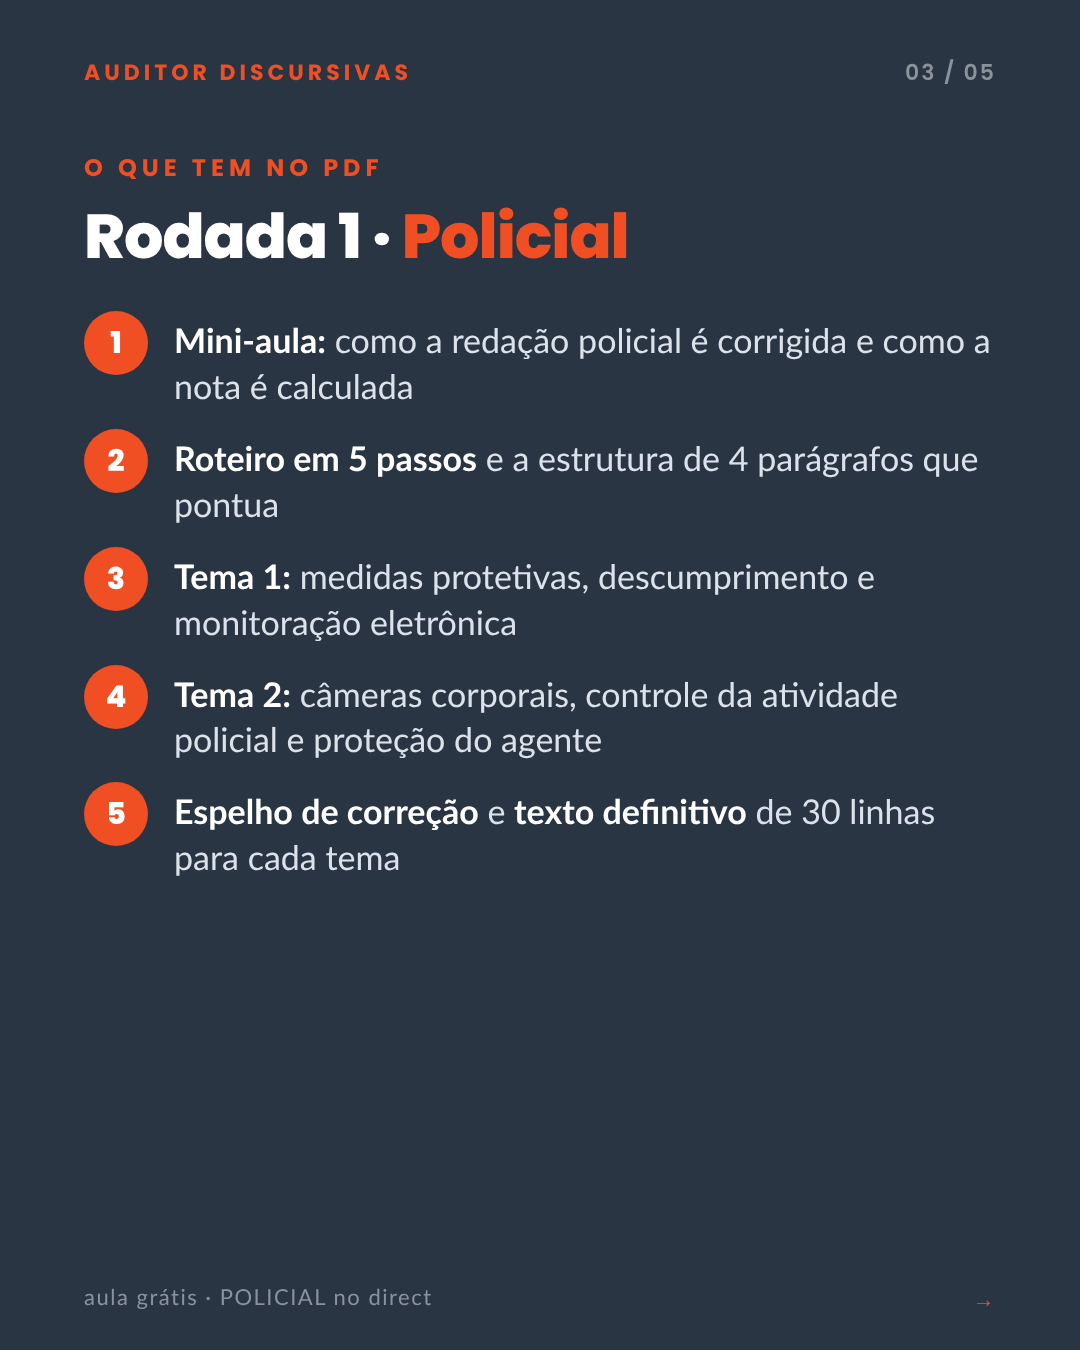 AUDITOR DISCURSIVAS
03 / 05
O QUE TEM NO PDF
Rodada 1 · Policial
1 Mini-aula: como a redação policial é corrigida e como a
nota é calculada
2 Roteiro em 5 passos e a estrutura de 4 parágrafos que
pontua
3 Tema 1: medidas protetivas, descumprimento e
monitoração eletrônica
4 Tema 2: câmeras corporais, controle da atividade
policial e proteção do agente
5 Espelho de correção e texto definitivo de 30 linhas
para cada tema
aula grátis · POLICIAL no direct
→